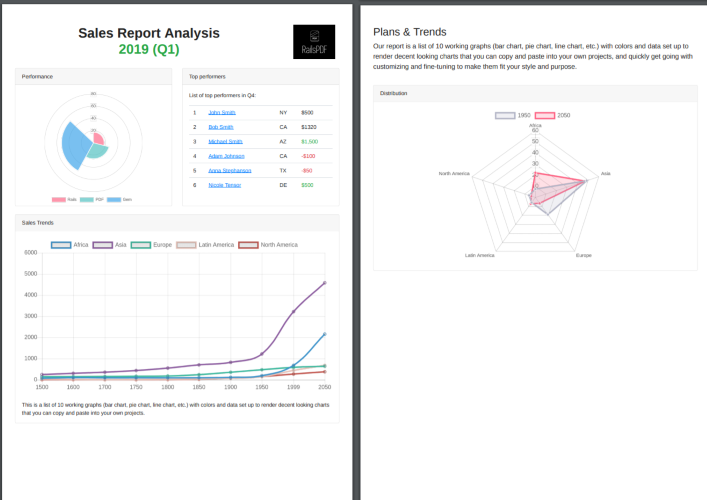 Sales Report Analysis
2019 (Q1)
RailsPDF
Performance
80
60
40
20
Rails
PDF
Top performers
List of top performers in Q4:
1 John Smith NY $500
2 Bob Smith CA $1320
3 Michael Smith AZ $1,500
4 Adam Johnson CA -$100
5 Anna Stephanson TX -$50
6 Nicole Tenser DE $500
Sales Trends
Africa Asia Europe Latin America North America
6000
5000
4000
3000
2000
1000
0
1500 1600 1700 1750 1800 1850 1900 1950 1999 2050
This is a list of 10 working graphs (bar chart, pie chart, line chart, etc.) with colors and data set up to render decent looking charts
that you can copy and paste into your own projects.
Plans & Trends
Our report is a list of 10 working graphs (bar chart, pie chart, line chart, etc.) with colors and data set up to
render decent looking charts that you can copy and paste into your own projects, and quickly get going with
customizing and fine-tuning to make them fit your style and purpose.
Distribution
1950 2050
Africa
60
50
40
30
20
North America
Asia
Latin America
Europe